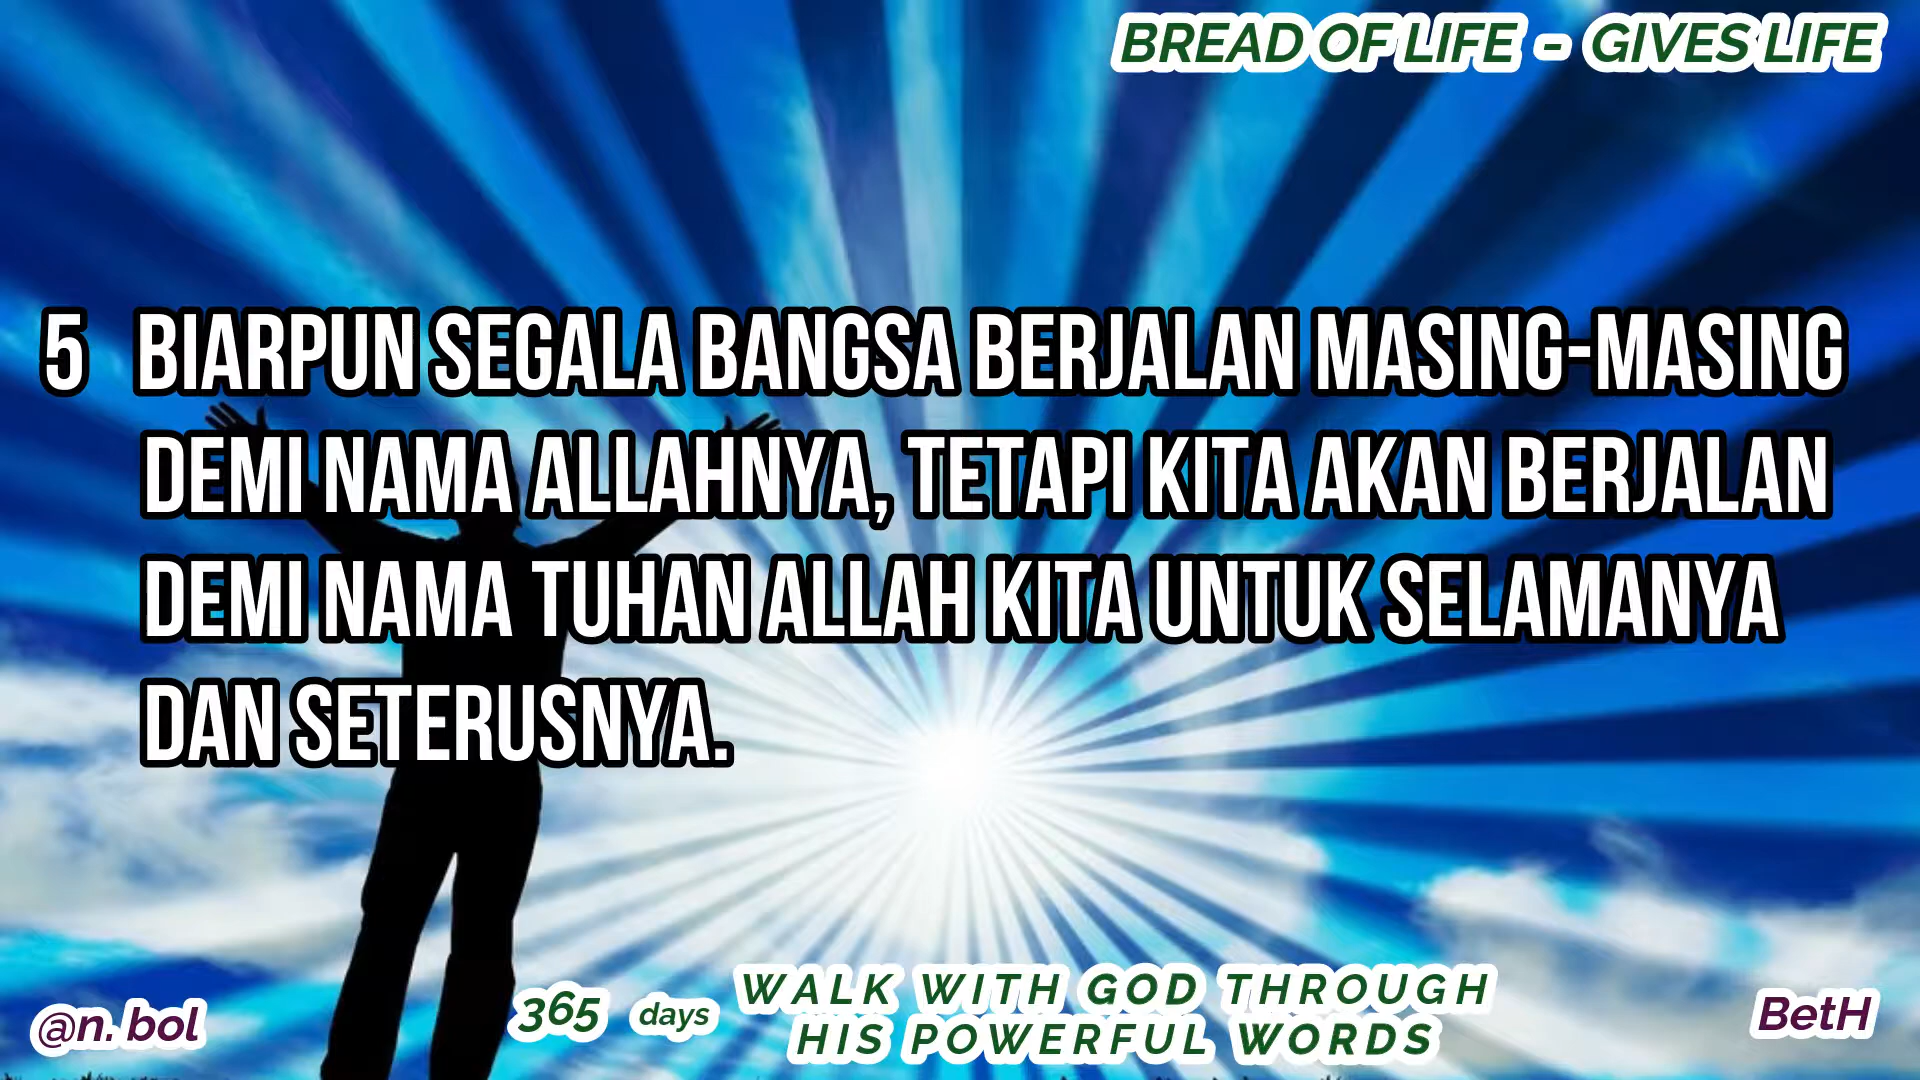 BREAD OF LIFE - GIVES LIFE
5 BIARPUN SEGALA BANGSA BERJALAN MASING-MASING
DEMI NAMA ALLAHNYA, TETAPI KITA AKAN BERJALAN
DEMI NAMA TUHAN ALLAH KITA UNTUK SELAMANYA
DAN SETERUSNYA.
@n. bol
365 days
WALK WITH GOD THROUGH
HIS POWERFUL WORDS
BetH